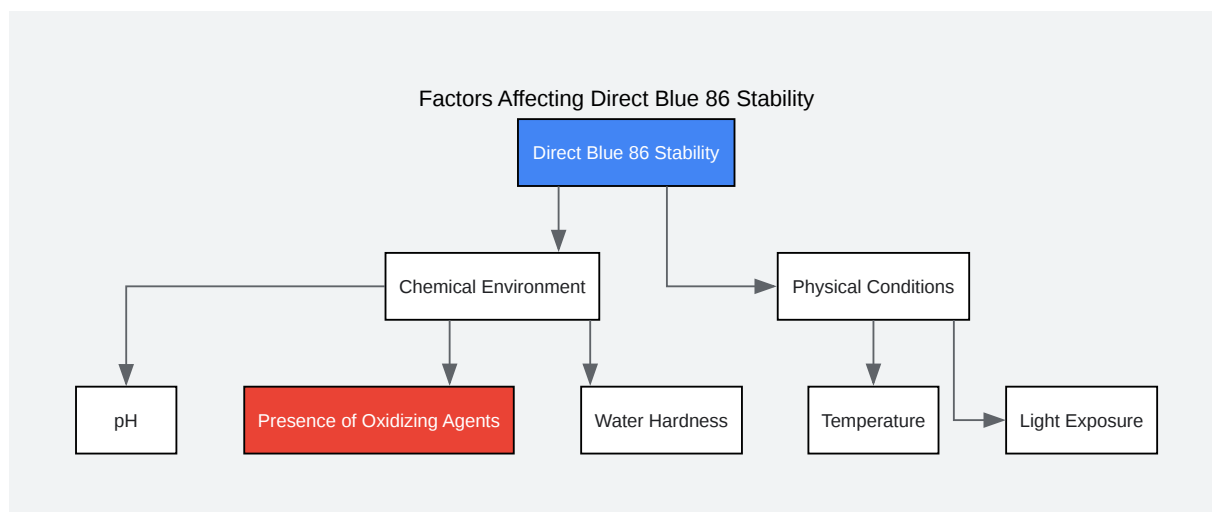 Factors Affecting Direct Blue 86 Stability
Direct Blue 86 Stability
Chemical Environment
Physical Conditions
pH
Presence of Oxidizing Agents
Water Hardness
Temperature
Light Exposure